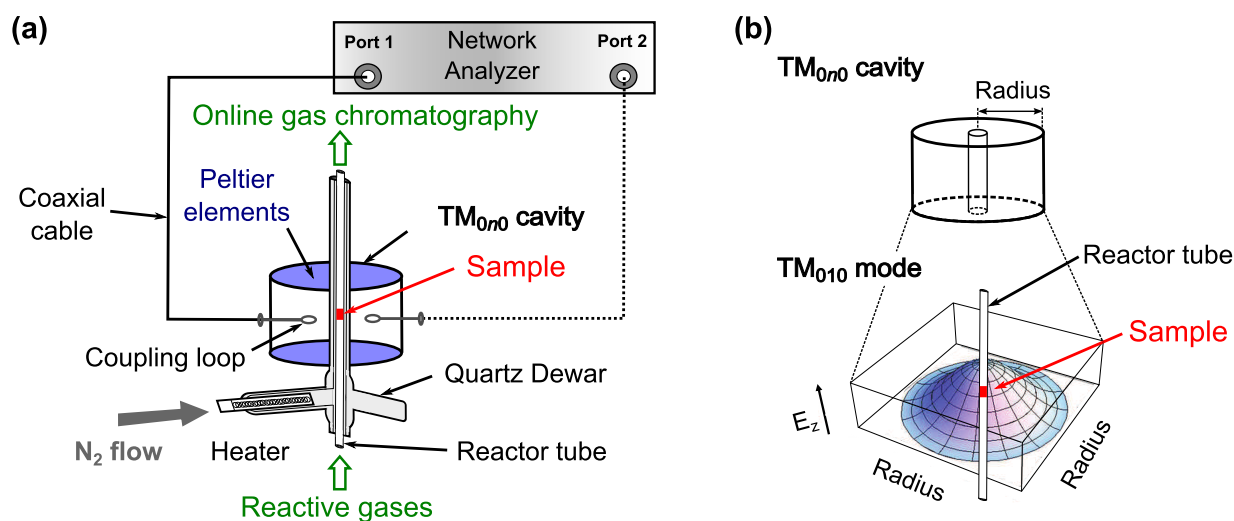 (a)
Port 1
Network
Analyzer
Port 2
Online gas chromatography
Peltier
elements
Coaxial
cable
TM0n0 cavity
Sample
Coupling loop
Quartz Dewar
N2 flow
Heater
Reactor tube
Reactive gases
(b)
TM0n0 cavity
Radius
Reactor tube
TM010 mode
Sample
Ez
Radius
Radius